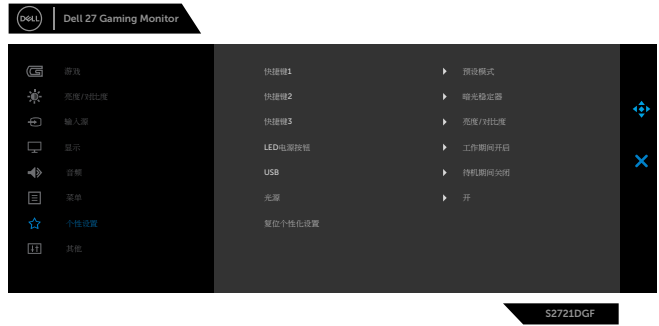 DELL Dell 27 Gaming Monitor
游戏 快捷键1 预设模式
亮度/对比度 快捷键2 暗光稳定器
输入源 快捷键3 亮度/对比度
显示 LED电源按钮 工作期间开启
音频 USB 待机期间关闭
菜单 光源 开
个性设置 复位个性化设置
其他
S2721DGF